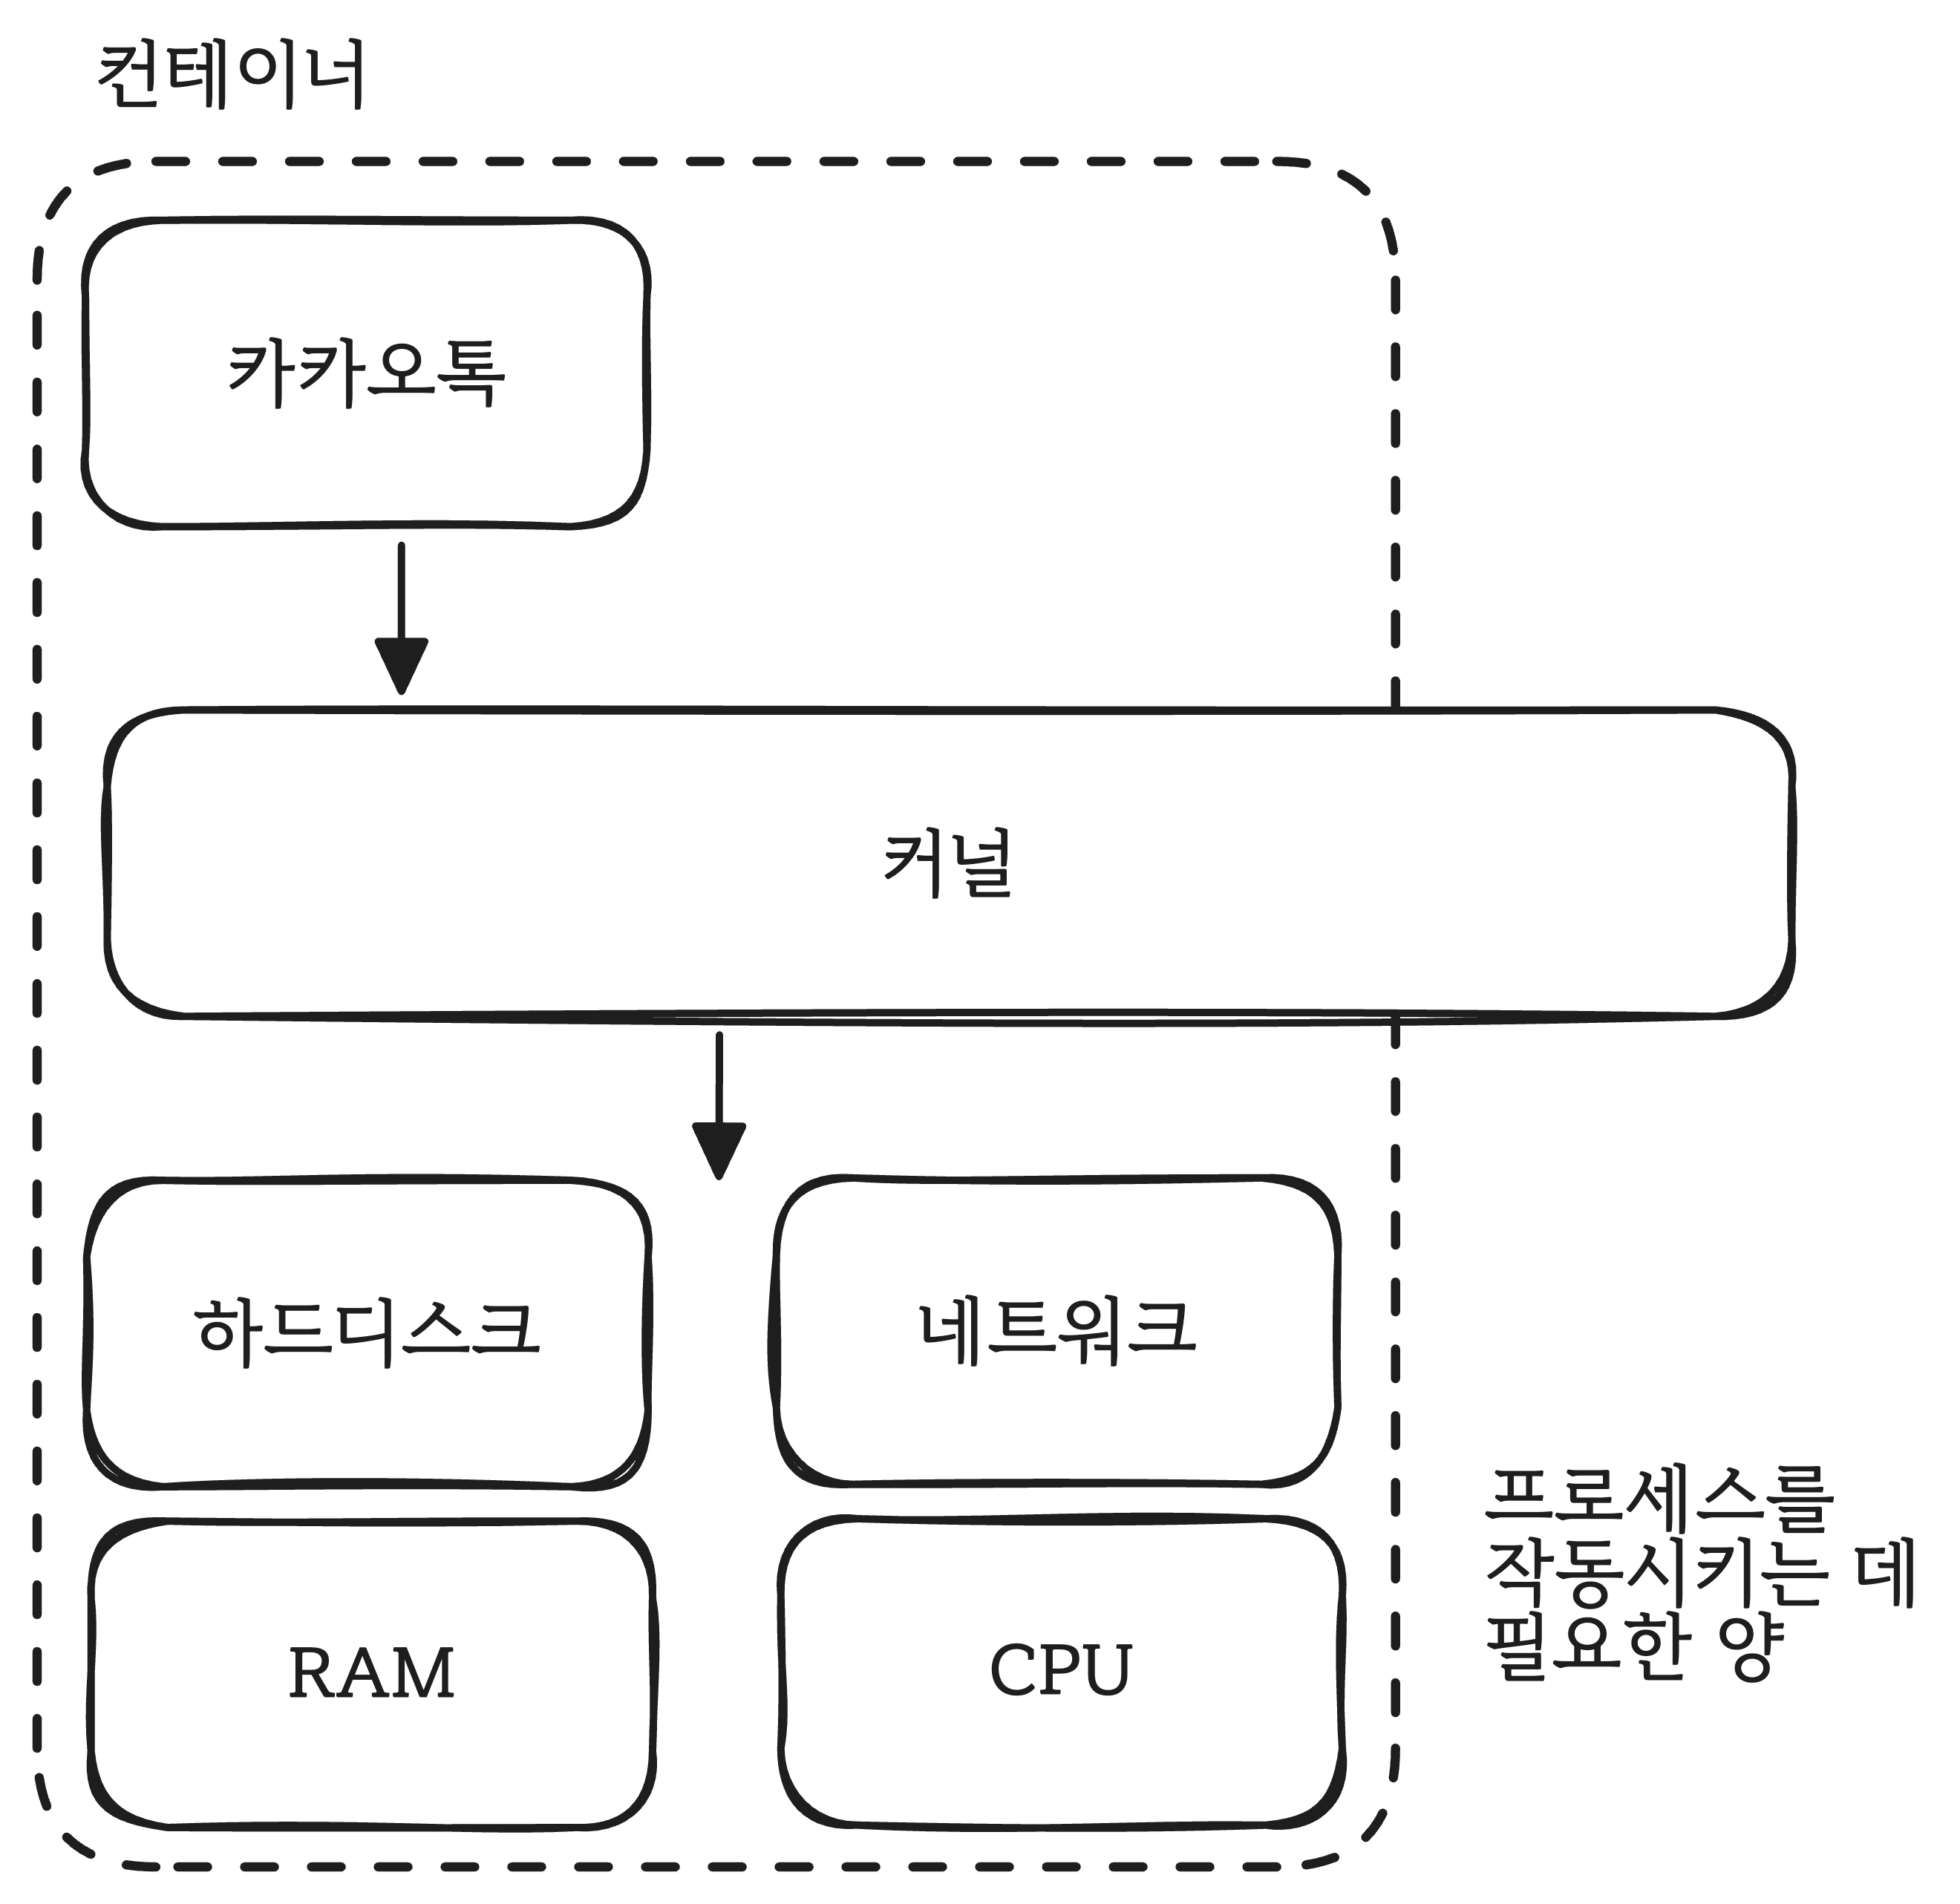 컨테이너
카카오톡
커널
하드디스크
네트워크
RAM
CPU
프로세스를
작동시키는 데
필요한 양